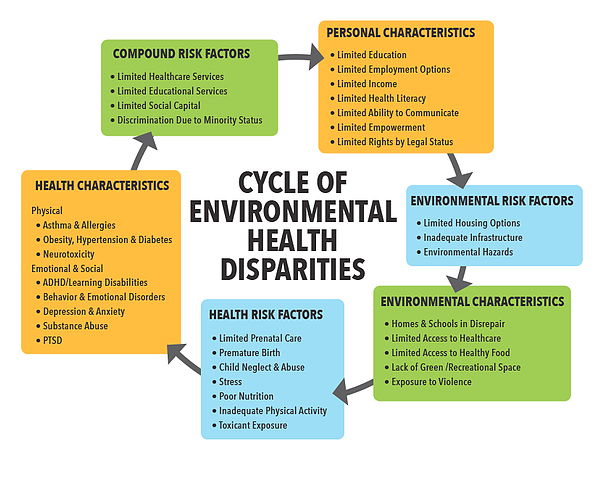 COMPOUND RISK FACTORS
• Limited Healthcare Services
• Limited Educational Services
• Limited Social Capital
• Discrimination Due to Minority Status
PERSONAL CHARACTERISTICS
• Limited Education
• Limited Employment Options
• Limited Income
• Limited Health Literacy
• Limited Ability to Communicate
• Limited Empowerment
• Limited Rights by Legal Status
CYCLE OF
ENVIRONMENTAL
HEALTH
DISPARITIES
ENVIRONMENTAL RISK FACTORS
• Limited Housing Options
• Inadequate Infrastructure
• Environmental Hazards
ENVIRONMENTAL CHARACTERISTICS
• Homes & Schools in Disrepair
• Limited Access to Healthcare
• Limited Access to Healthy Food
• Lack of Green /Recreational Space
• Exposure to Violence
HEALTH RISK FACTORS
• Limited Prenatal Care
• Premature Birth
• Child Neglect & Abuse
• Stress
• Poor Nutrition
• Inadequate Physical Activity
• Toxicant Exposure
HEALTH CHARACTERISTICS
Physical
• Asthma & Allergies
• Obesity, Hypertension & Diabetes
• Neurotoxicity
Emotional & Social
• ADHD/Learning Disabilities
• Behavior & Emotional Disorders
• Depression & Anxiety
• Substance Abuse
• PTSD